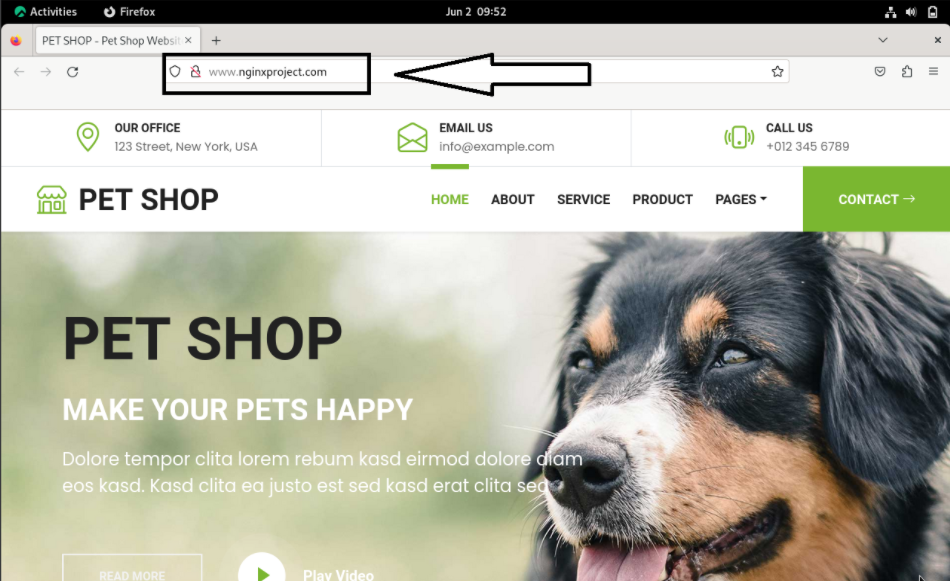 Activities
Firefox
Jun 2 09:52
PET SHOP - Pet Shop Websit
www.nginxproject.com
OUR OFFICE
123 Street, New York, USA
EMAIL US
info@example.com
CALL US
+012 345 6789
PET SHOP
HOME
ABOUT
SERVICE
PRODUCT
PAGES
CONTACT
PET SHOP
MAKE YOUR PETS HAPPY
Dolore tempor clita lorem rebum kasd eirmod dolore diam
eos kasd. Kasd clita ea justo est sed kasd erat clita sed
READ MORE
Play Video